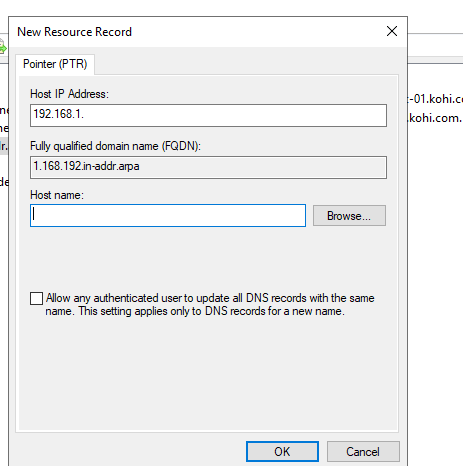 New Resource Record
Pointer (PTR)
Host IP Address:
192.168.1.
Fully qualified domain name (FQDN):
1.168.192.in-addr.arpa
Host name:
Browse...
Allow any authenticated user to update all DNS records with the same
name. This setting applies only to DNS records for a new name.
OK
Cancel
-01.kohi.c
kohi.com.